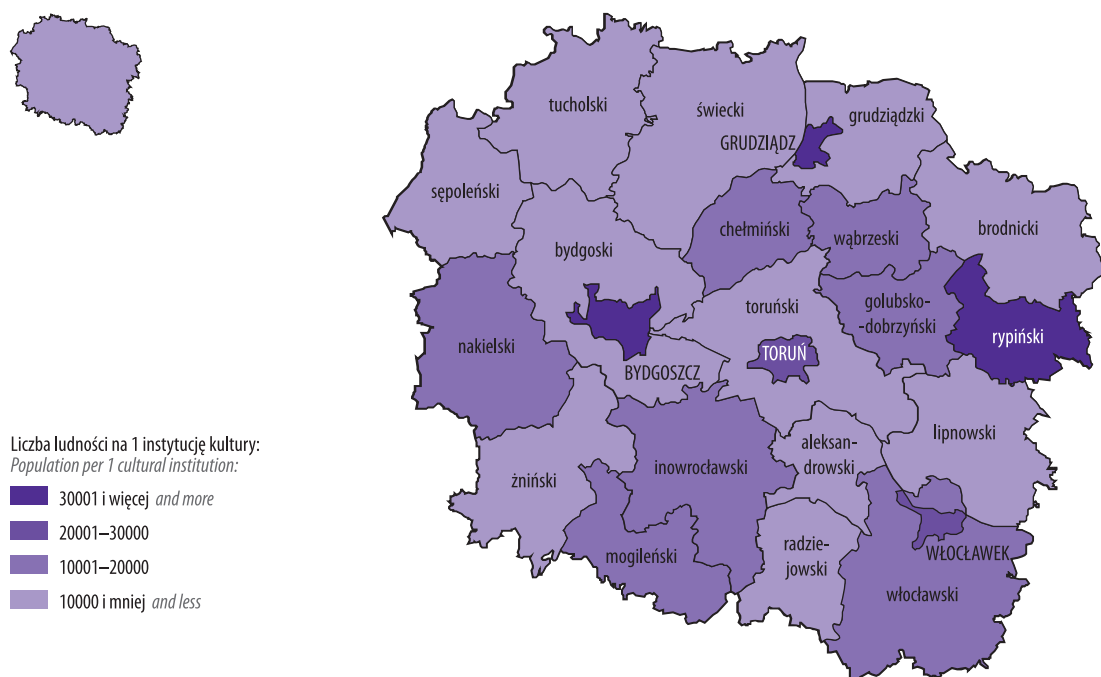 tucholski
świecki
grudziądzki
GRUDZIĄDZ
sępoleński
brodnicki
chełmiński
wąbrzeski
bydgoski
toruński
golubsko-
-dobrzyński
rypiński
nakielski
TORUŃ
BYDGOSZCZ
lipnowski
aleksan-
drowski
inowrocławski
żniński
radzie-
jowski
mogileński
WŁOCŁAWEK
włocławski
Liczba ludności na 1 instytucję kultury:
Population per 1 cultural institution:
30001 i więcej and more
20001–30000
10001–20000
10000 i mniej and less